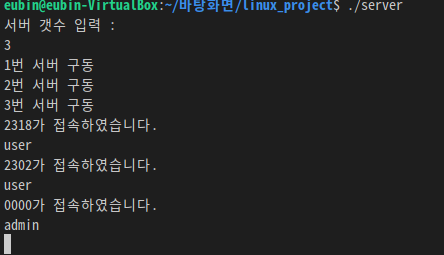 eubin@eubin-VirtualBox:~/바탕화면/linux_project$ ./server
서버 갯수 입력 :
3
1번 서버 구동
2번 서버 구동
3번 서버 구동
2318가 접속하였습니다.
user
2302가 접속하였습니다.
user
0000가 접속하였습니다.
admin